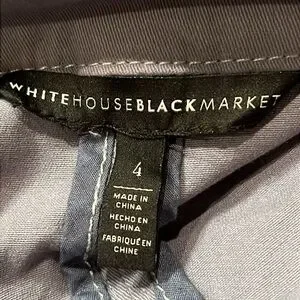 WHITEHOUSEBLACKMARKET
4
MADE IN
CHINA
HECHO EN
CHINA
FABRIQUÉ EN
CHINE